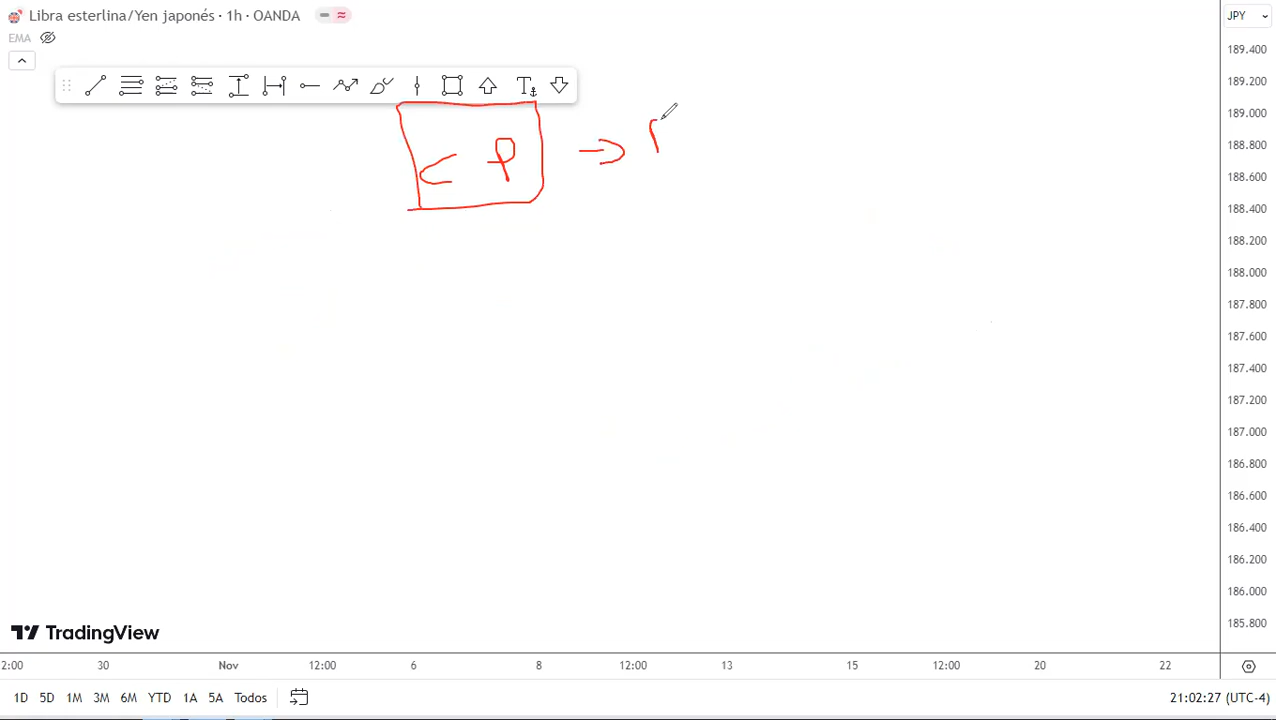 Libra esterlina/Yen japonés · 1h · OANDA
JPY
EMA
189.400
189.200
189.000
188.800
188.600
188.400
188.200
188.000
187.800
187.600
187.400
187.200
187.000
186.800
186.600
186.400
186.200
186.000
185.800
C P → r
TradingView
2:00 30 Nov 12:00 6 8 12:00 13 15 12:00 20 22
1D 5D 1M 3M 6M YTD 1A 5A Todos 21:02:27 (UTC-4)